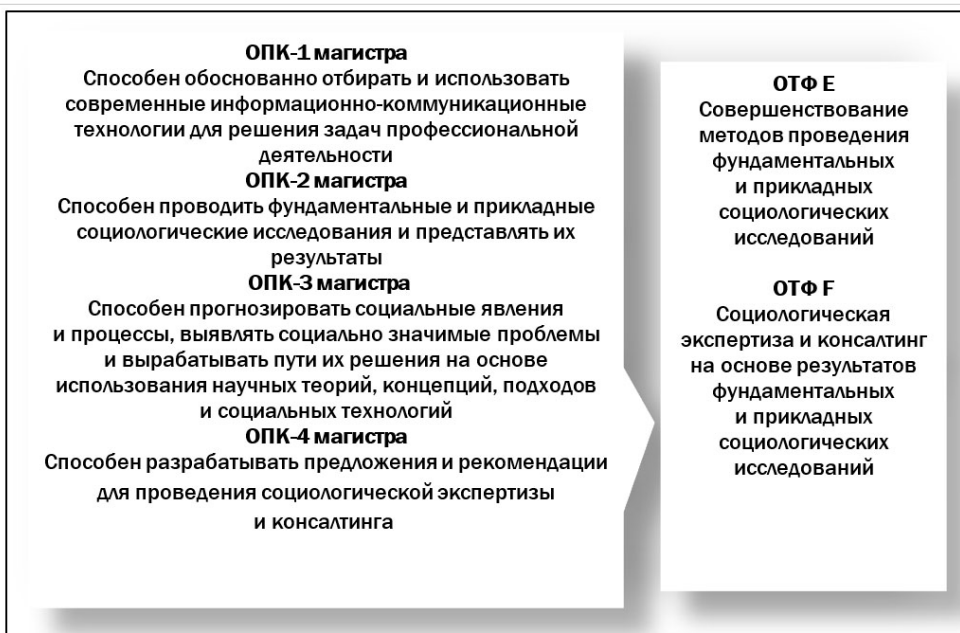 ОПК-1 магистра
Способен обоснованно отбирать и использовать
современные информационно-коммуникационные
технологии для решения задач профессиональной
деятельности
ОПК-2 магистра
Способен проводить фундаментальные и прикладные
социологические исследования и представлять их
результаты
ОПК-3 магистра
Способен прогнозировать социальные явления
и процессы, выявлять социально значимые проблемы
и вырабатывать пути их решения на основе
использования научных теорий, концепций, подходов
и социальных технологий
ОПК-4 магистра
Способен разрабатывать предложения и рекомендации
для проведения социологической экспертизы
и консалтинга
ОТФ E
Совершенствование
методов проведения
фундаментальных
и прикладных
социологических
исследований
ОТФ F
Социологическая
экспертиза и консалтинг
на основе результатов
фундаментальных
и прикладных
социологических
исследований